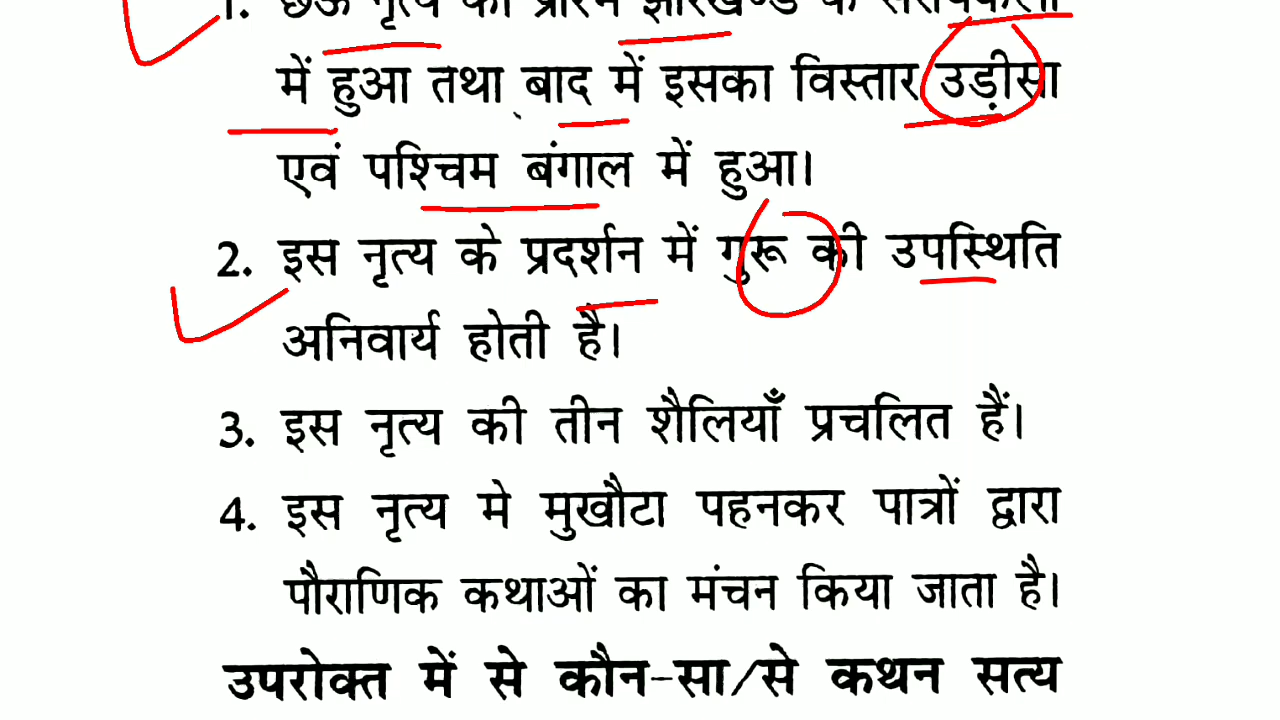 1. छऊ नृत्य का प्रारंभ झारखण्ड के सरायकेला
में हुआ तथा बाद में इसका विस्तार उड़ीसा
एवं पश्चिम बंगाल में हुआ।
2. इस नृत्य के प्रदर्शन में गुरू की उपस्थिति
अनिवार्य होती है।
3. इस नृत्य की तीन शैलियाँ प्रचलित हैं।
4. इस नृत्य मे मुखौटा पहनकर पात्रों द्वारा
पौराणिक कथाओं का मंचन किया जाता है।
उपरोक्त में से कौन-सा/से कथन सत्य